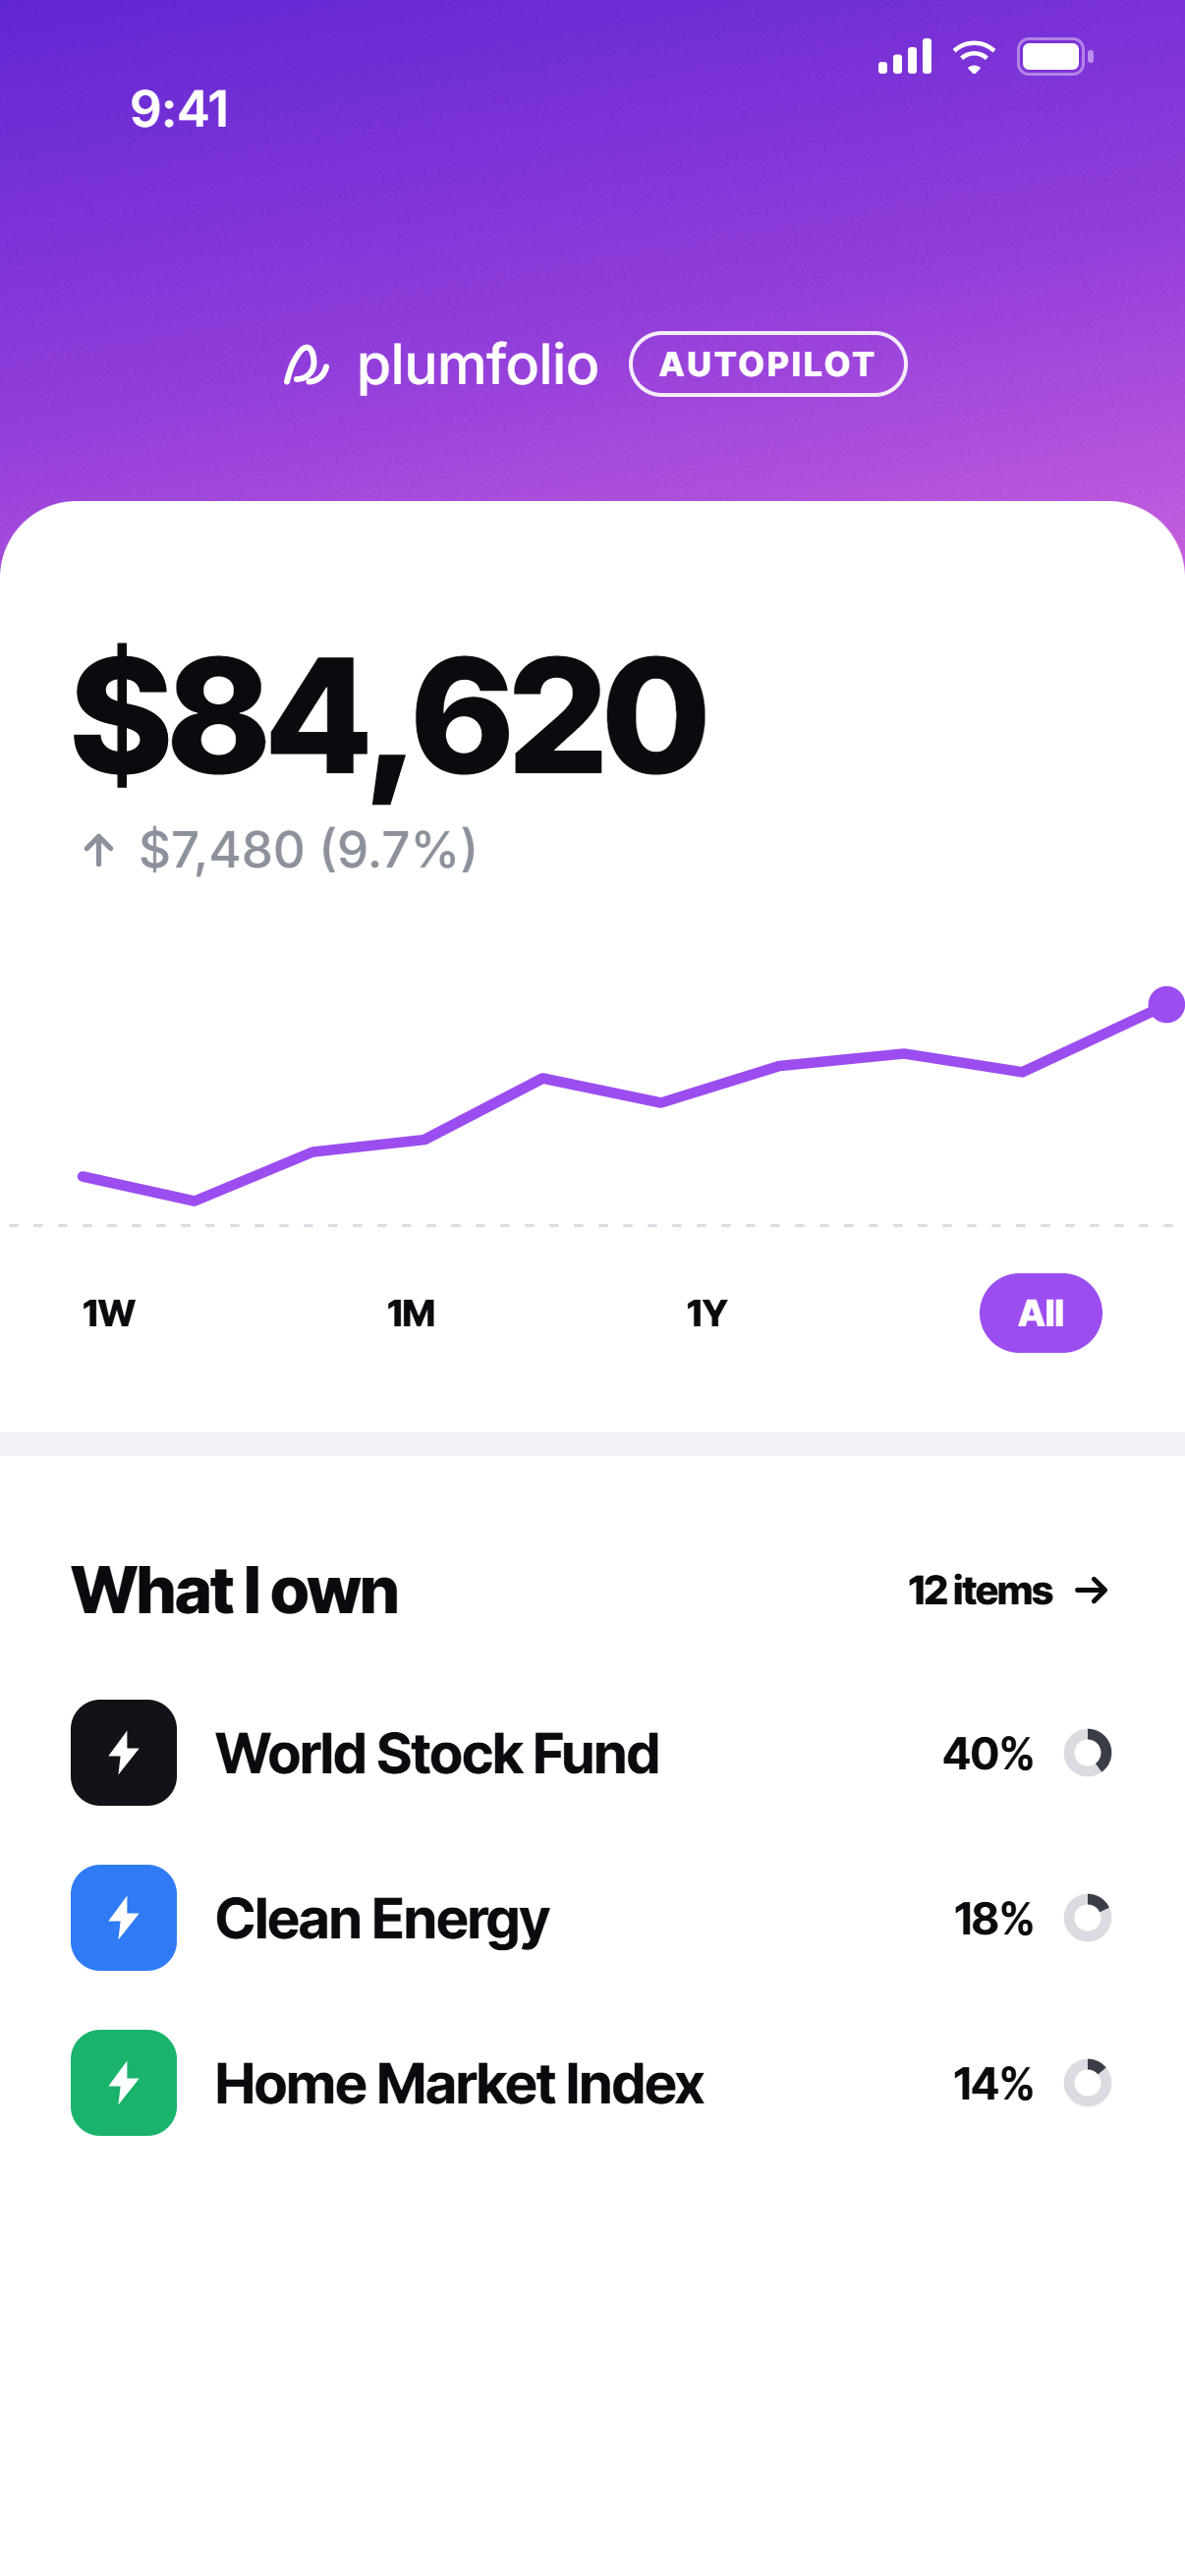 9:41
plumfolio AUTOPILOT
$84,620
↑ $7,480 (9.7%)
1W 1M 1Y All
What I own 12 items →
World Stock Fund 40%
Clean Energy 18%
Home Market Index 14%